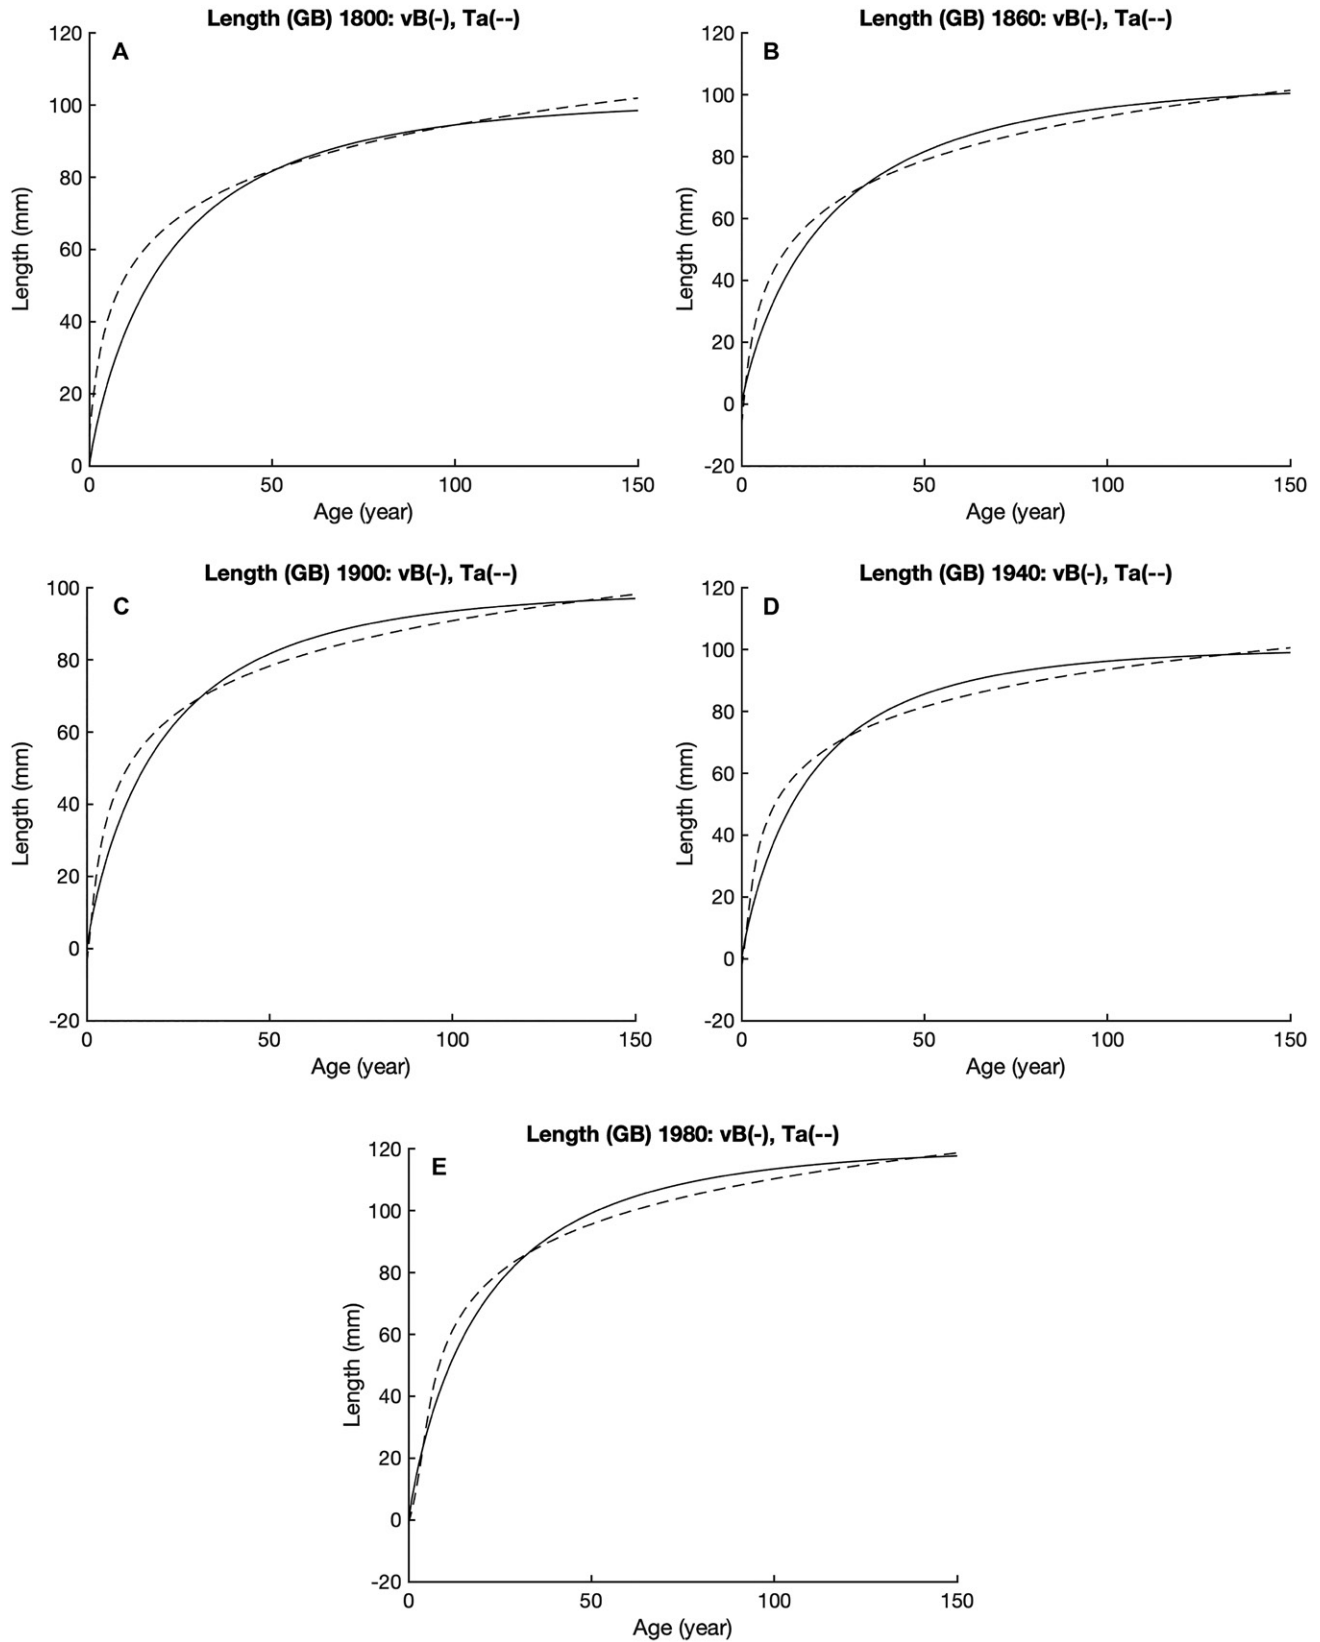 Length (GB) 1800: vB(-), Ta(--)
A
120
100
80
60
40
20
0
Length (mm)
0 50 100 150
Age (year)
Length (GB) 1860: vB(-), Ta(--)
B
120
100
80
60
40
20
0
-20
Length (mm)
0 50 100 150
Age (year)
Length (GB) 1900: vB(-), Ta(--)
C
100
80
60
40
20
0
-20
Length (mm)
0 50 100 150
Age (year)
Length (GB) 1940: vB(-), Ta(--)
D
120
100
80
60
40
20
0
-20
Length (mm)
0 50 100 150
Age (year)
Length (GB) 1980: vB(-), Ta(--)
E
120
100
80
60
40
20
0
-20
Length (mm)
0 50 100 150
Age (year)